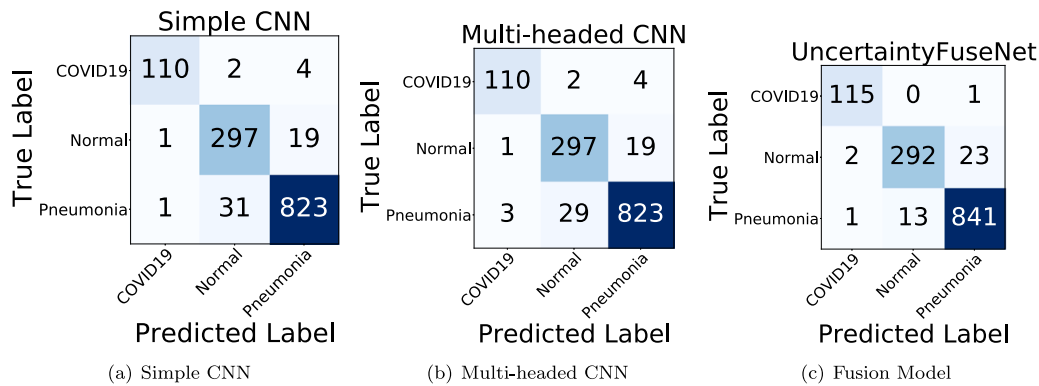 Simple CNN
True Label
COVID19 110 2 4
Normal 1 297 19
Pneumonia 1 31 823
COVID19 Normal Pneumonia
Predicted Label
(a) Simple CNN
Multi-headed CNN
True Label
COVID19 110 2 4
Normal 1 297 19
Pneumonia 3 29 823
COVID19 Normal Pneumonia
Predicted Label
(b) Multi-headed CNN
UncertaintyFuseNet
True Label
COVID19 115 0 1
Normal 2 292 23
Pneumonia 1 13 841
COVID19 Normal Pneumonia
Predicted Label
(c) Fusion Model